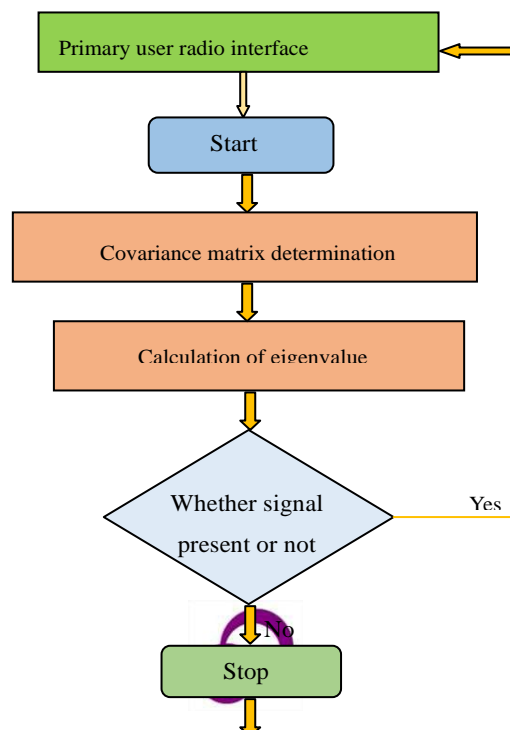 Primary user radio interface
Start
Covariance matrix determination
Calculation of eigenvalue
Whether signal
present or not
Yes
No
Stop